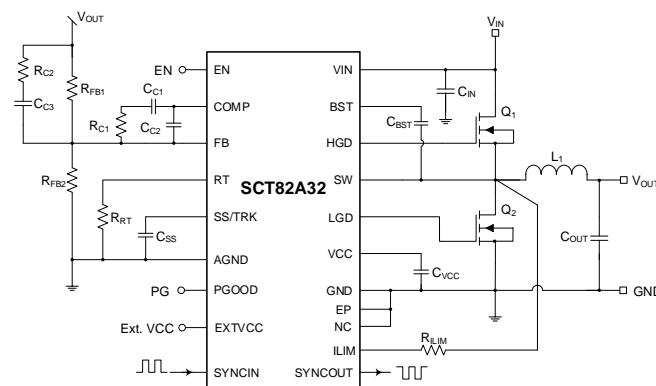 VOUT
VIN
SCT82A32
RC2
CC3
RFB1
RFB2
EN
EN
CC1
COMP
RC1
CC2
FB
RT
RRT
SS/TRK
CSS
AGND
PG
PGOOD
Ext. VCC
EXTVCC
SYNCIN
VIN
CIN
BST
CBST
Q1
HGD
SW
L1
VOUT
LGD
Q2
COUT
VCC
CVCC
GND
GND
EP
NC
RILIM
ILIM
SYNCOUT